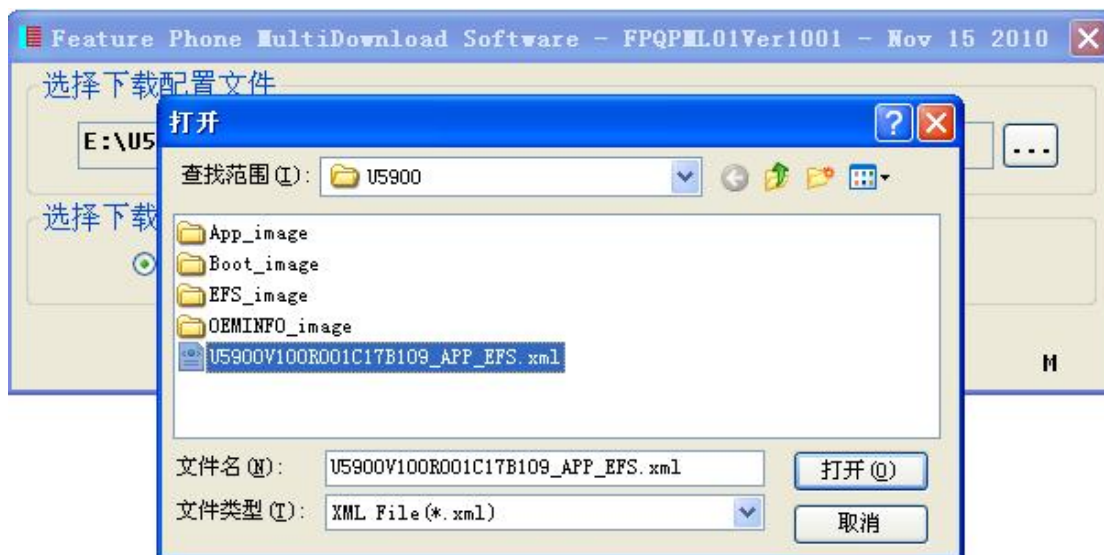 Feature Phone MultiDownload Software - FPQPML01Ver1001 - Nov 15 2010
选择下载配置文件
打开
E:\U5
...
查找范围(I):
U5900
选择下载
App_image
Boot_image
EFS_image
OEMINFO_image
U5900V100R001C17B109_APP_EFS.xml
M
文件名(N):
U5900V100R001C17B109_APP_EFS.xml
打开(O)
文件类型(T):
XML File(*.xml)
取消